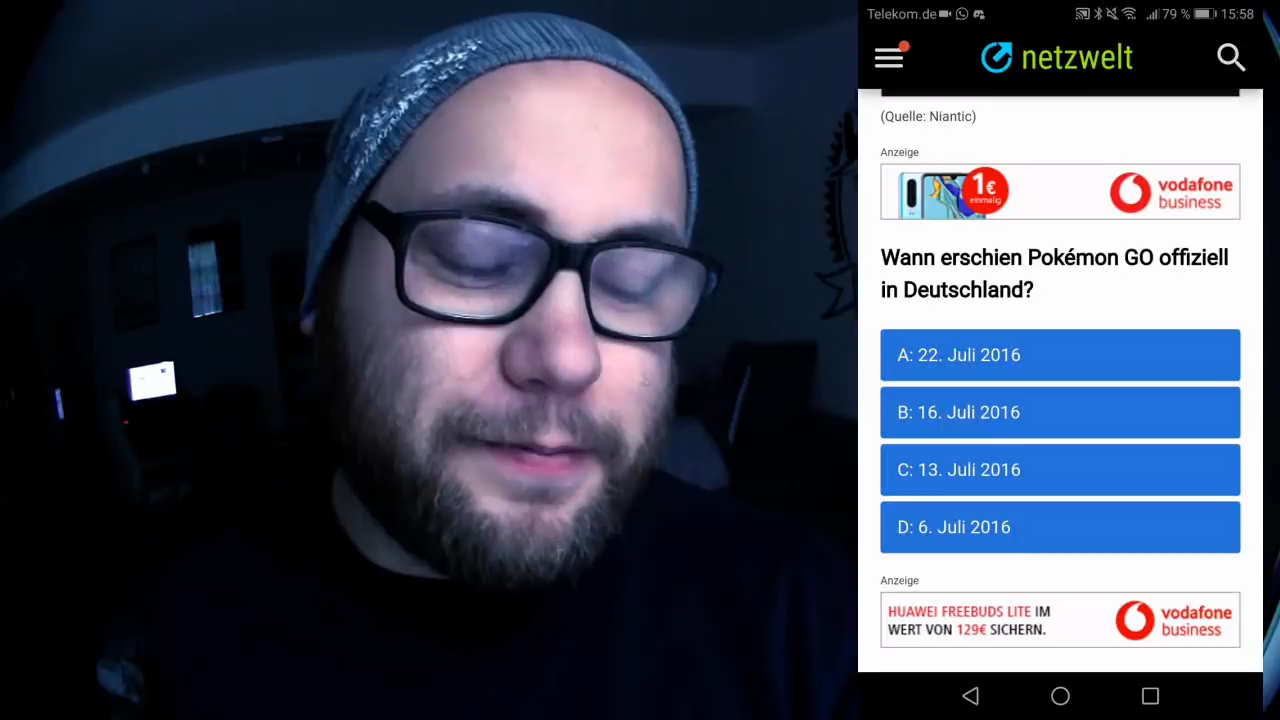 Telekom.de 79 % 15:58
netzwelt
(Quelle: Niantic)
Anzeige
1€
einmalig
vodafone
business
Wann erschien Pokémon GO offiziell
in Deutschland?
A: 22. Juli 2016
B: 16. Juli 2016
C: 13. Juli 2016
D: 6. Juli 2016
Anzeige
HUAWEI FREEBUDS LITE IM
WERT VON 129€ SICHERN.
vodafone
business